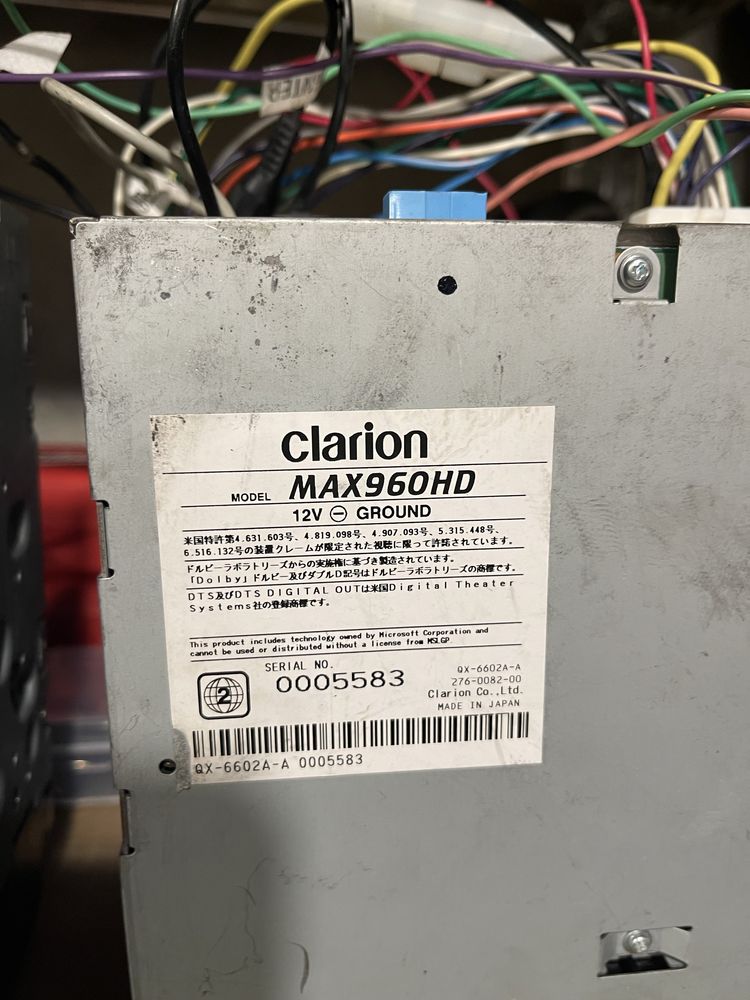 CENTER
clarion
MODEL MAX960HD
12V ⊖ GROUND
米国特許第4.631.603号、4.819.098号、4.907.093号、5.315.448号、
6.516.132号の装置クレームが限定された視聴に限って許諾されています。
ドルビーラボラトリーズからの実施権に基づき製造されています。
「Dolby」ドルビー及びダブルD記号はドルビーラボラトリーズの商標です。
DTS及びDTS DIGITAL OUTは米国Digital Theater
Systems社の登録商標です。
This product includes technology owned by Microsoft Corporation and
cannot be used or distributed without a license from MSLGP.
2
SERIAL NO.
0005583
QX-6602A-A
276-0082-00
Clarion Co.,Ltd.
MADE IN JAPAN
QX-6602A-A 0005583